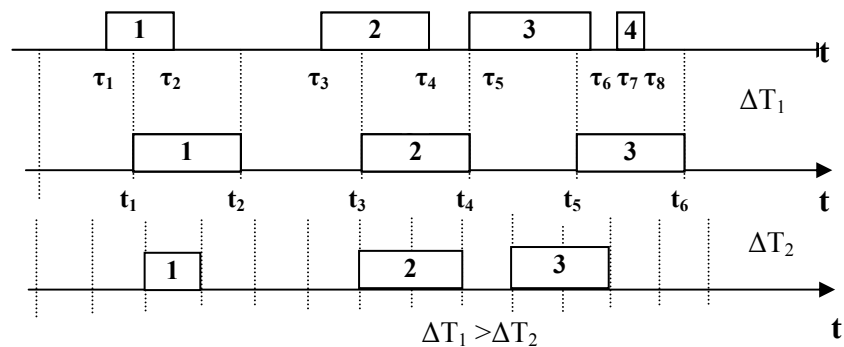 1 2 3 4
t
τ₁ τ₂ τ₃ τ₄ τ₅ τ₆ τ₇ τ₈
ΔT₁
1 2 3
t₁ t₂ t₃ t₄ t₅ t₆ t
ΔT₂
1 2 3
t
ΔT₁ >ΔT₂